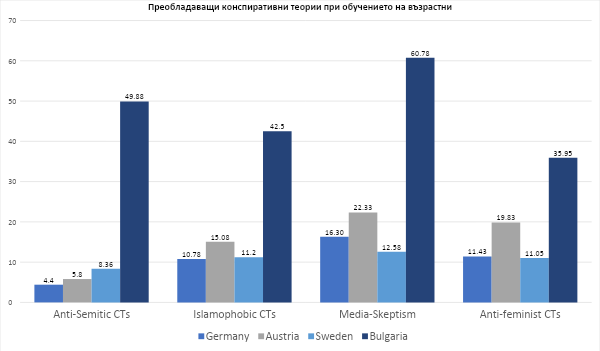 Преобладаващи конспиративни теории при обучението на възрастни
70
60
50
40
30
20
10
0
4.4
5.8
8.36
49.88
10.78
15.08
11.2
42.5
16.30
22.33
12.58
60.78
11.43
19.83
11.05
35.95
Anti-Semitic CTs
Islamophobic CTs
Media-Skeptism
Anti-feminist CTs
Germany
Austria
Sweden
Bulgaria